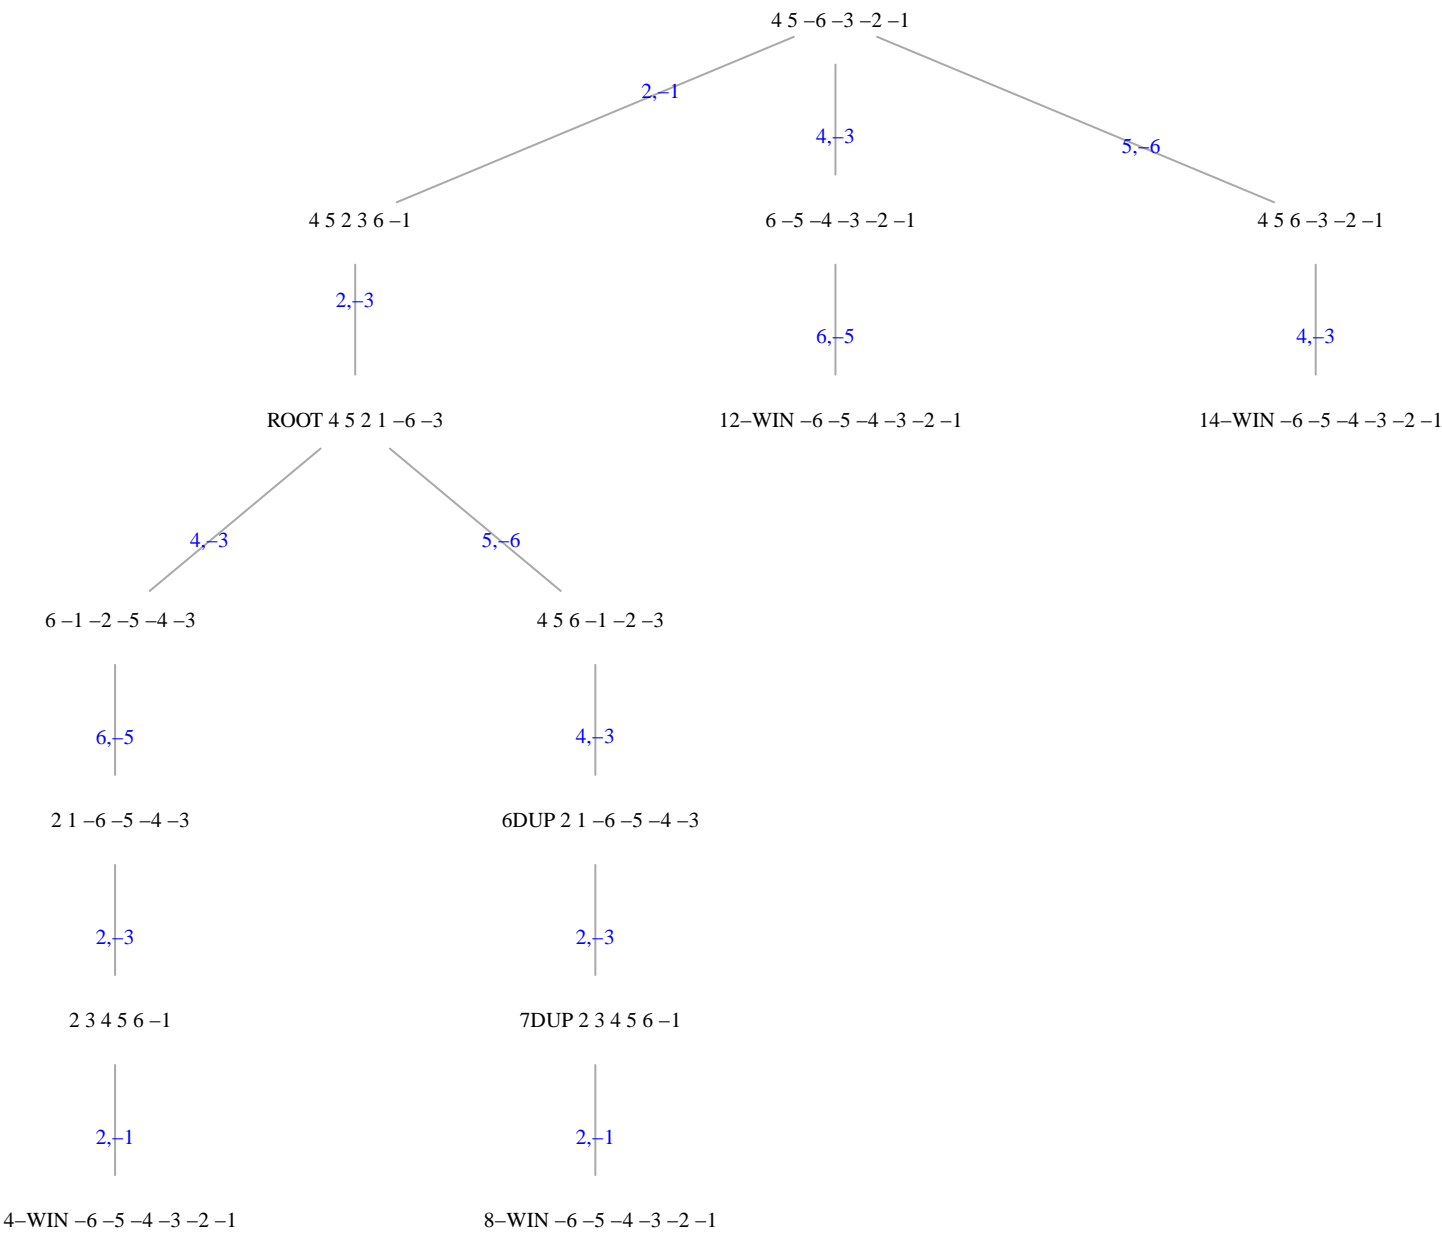 4 5 –6 –3 –2 –1
2,–1
4,–3
5,–6
4 5 2 3 6 –1
6 –5 –4 –3 –2 –1
4 5 6 –3 –2 –1
2,–3
6,–5
4,–3
ROOT 4 5 2 1 –6 –3
12–WIN –6 –5 –4 –3 –2 –1
14–WIN –6 –5 –4 –3 –2 –1
4,–3
5,–6
6 –1 –2 –5 –4 –3
4 5 6 –1 –2 –3
6,–5
4,–3
2 1 –6 –5 –4 –3
6DUP 2 1 –6 –5 –4 –3
2,–3
2,–3
2 3 4 5 6 –1
7DUP 2 3 4 5 6 –1
2,–1
2,–1
4–WIN –6 –5 –4 –3 –2 –1
8–WIN –6 –5 –4 –3 –2 –1